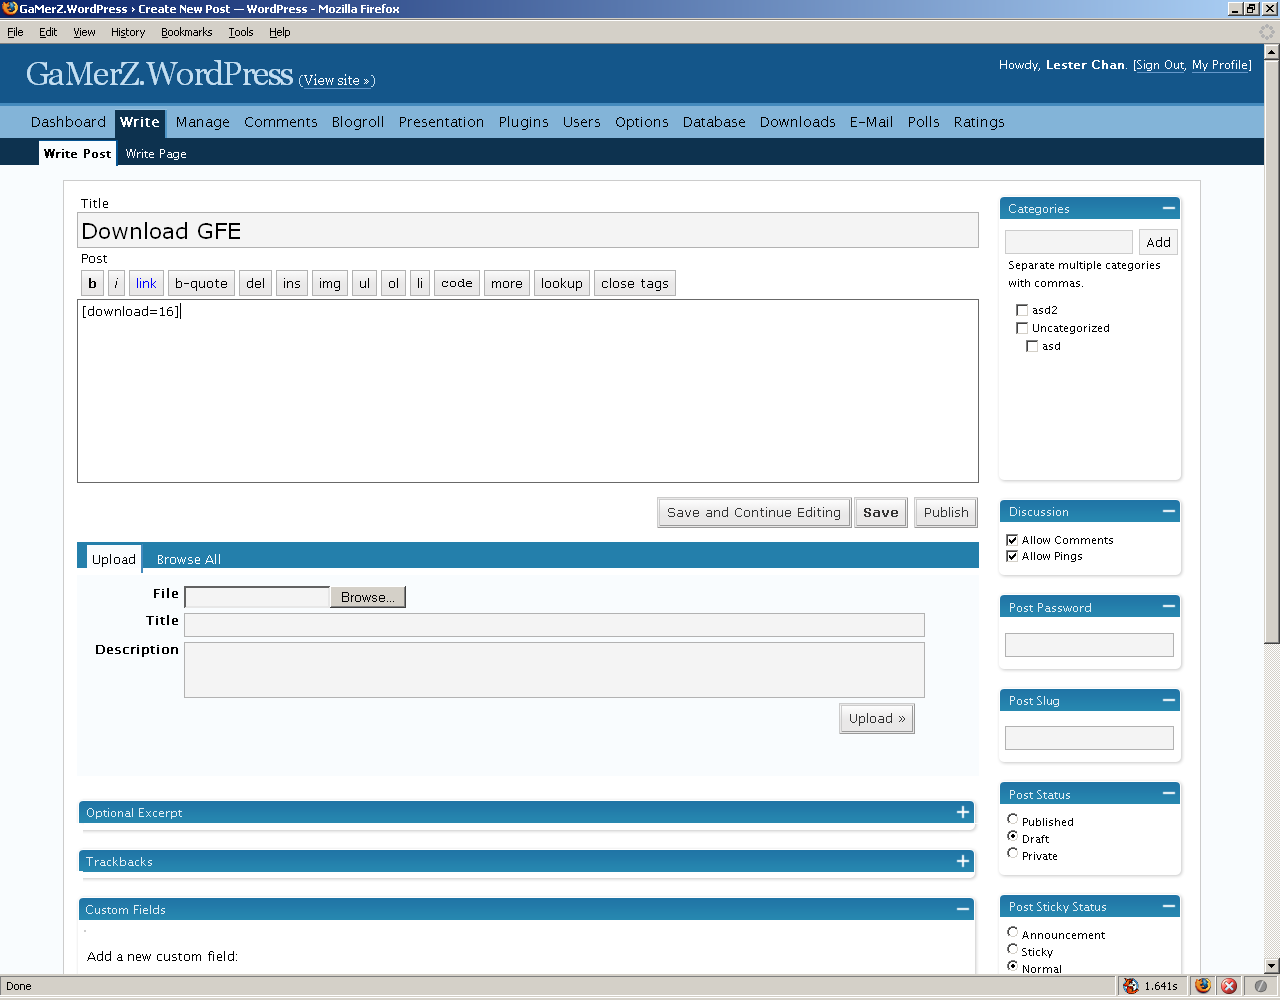 GaMerZ.WordPress › Create New Post — WordPress - Mozilla Firefox
File Edit View History Bookmarks Tools Help
GaMerZ.WordPress (View site »)
Howdy, Lester Chan. [Sign Out, My Profile]
Dashboard Write Manage Comments Blogroll Presentation Plugins Users Options Database Downloads E-Mail Polls Ratings
Write Post Write Page
Title
Download GFE
Post
b i link b-quote del ins img ul ol li code more lookup close tags
[download=16]
Save and Continue Editing Save Publish
Upload Browse All
File Browse...
Title
Description
Upload »
Optional Excerpt
Trackbacks
Custom Fields
Add a new custom field:
Categories
Add
Separate multiple categories
with commas.
asd2
Uncategorized
asd
Discussion
Allow Comments
Allow Pings
Post Password
Post Slug
Post Status
Published
Draft
Private
Post Sticky Status
Announcement
Sticky
Normal
Done 1.641s